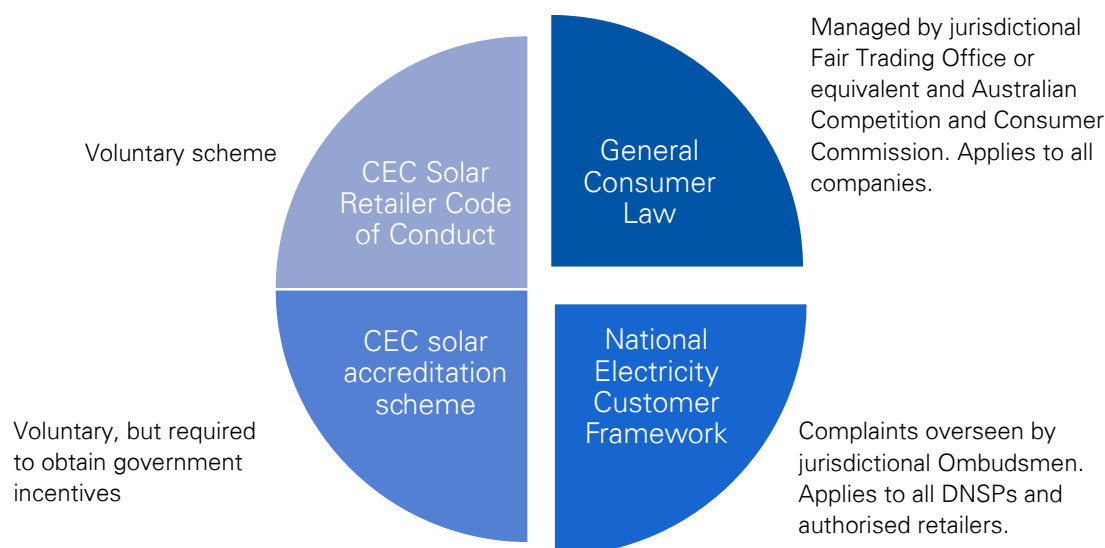 Voluntary scheme
CEC Solar
Retailer Code
of Conduct
General
Consumer
Law
Managed by jurisdictional
Fair Trading Office or
equivalent and Australian
Competition and Consumer
Commission. Applies to all
companies.
Voluntary, but required
to obtain government
incentives
CEC solar
accreditation
scheme
National
Electricity
Customer
Framework
Complaints overseen by
jurisdictional Ombudsmen.
Applies to all DNSPs and
authorised retailers.